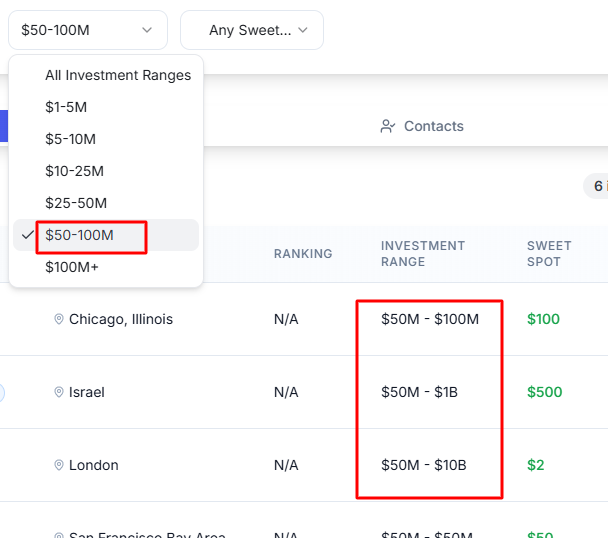 $50-100M
Any Sweet...
All Investment Ranges
$1-5M
$5-10M
$10-25M
$25-50M
$50-100M
$100M+
Contacts
6
RANKING
INVESTMENT RANGE
SWEET SPOT
Chicago, Illinois N/A $50M - $100M $100
Israel N/A $50M - $1B $500
London N/A $50M - $10B $2
San Francisco Bay Area N/A $50M - $50M $50